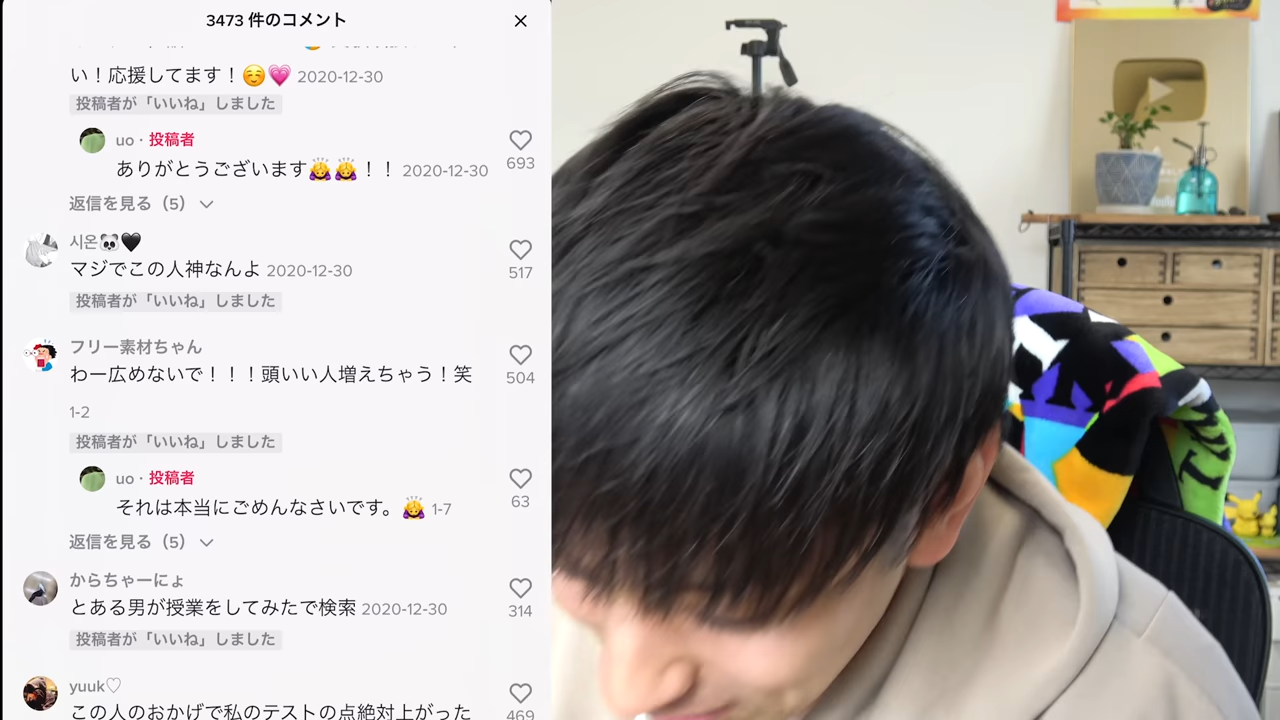 3473 件のコメント
い！応援してます！☺️💗 2020-12-30
投稿者が「いいね」しました
uo · 投稿者
ありがとうございます🙇‍♀️🙇‍♀️！！ 2020-12-30
693
返信を見る（5）
시온🐼🖤
マジでこの人神なんよ 2020-12-30
517
投稿者が「いいね」しました
フリー素材ちゃん
わー広めないで！！！頭いい人増えちゃう！笑
504
1-2
投稿者が「いいね」しました
uo · 投稿者
それは本当にごめんなさいです。🙇‍♀️ 1-7
63
返信を見る（5）
からちゃーにょ
とある男が授業をしてみたで検索 2020-12-30
314
投稿者が「いいね」しました
yuuk♡
この人のおかげで私のテストの点絶対上がった
469